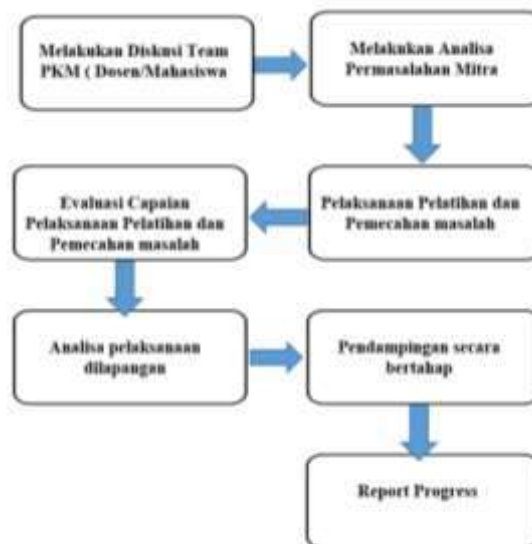 Melakukan Diskusi Team
PKM ( Dosen/Mahasiswa
Melakukan Analisa
Permasalahan Mitra
Pelaksanaan Pelatihan dan
Pemecahan masalah
Evaluasi Capaian
Pelaksanaan Pelatihan dan
Pemecahan masalah
Analisa pelaksanaan
dilapangan
Pendampingan secara
bertahap
Report Progress